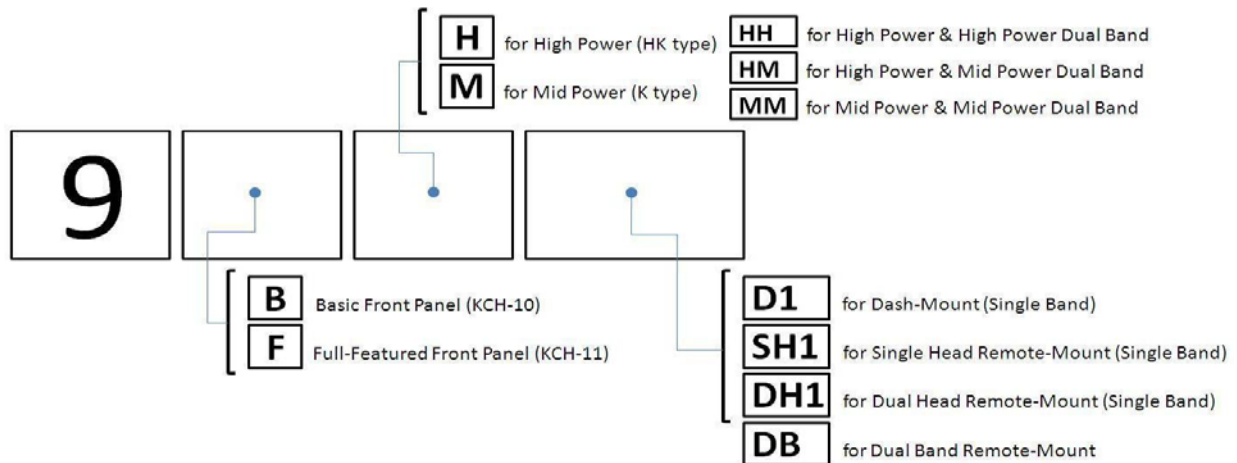 H for High Power (HK type) HH for High Power & High Power Dual Band
M for Mid Power (K type) HM for High Power & Mid Power Dual Band
MM for Mid Power & Mid Power Dual Band
9
B Basic Front Panel (KCH-10)
F Full-Featured Front Panel (KCH-11)
D1 for Dash-Mount (Single Band)
SH1 for Single Head Remote-Mount (Single Band)
DH1 for Dual Head Remote-Mount (Single Band)
DB for Dual Band Remote-Mount